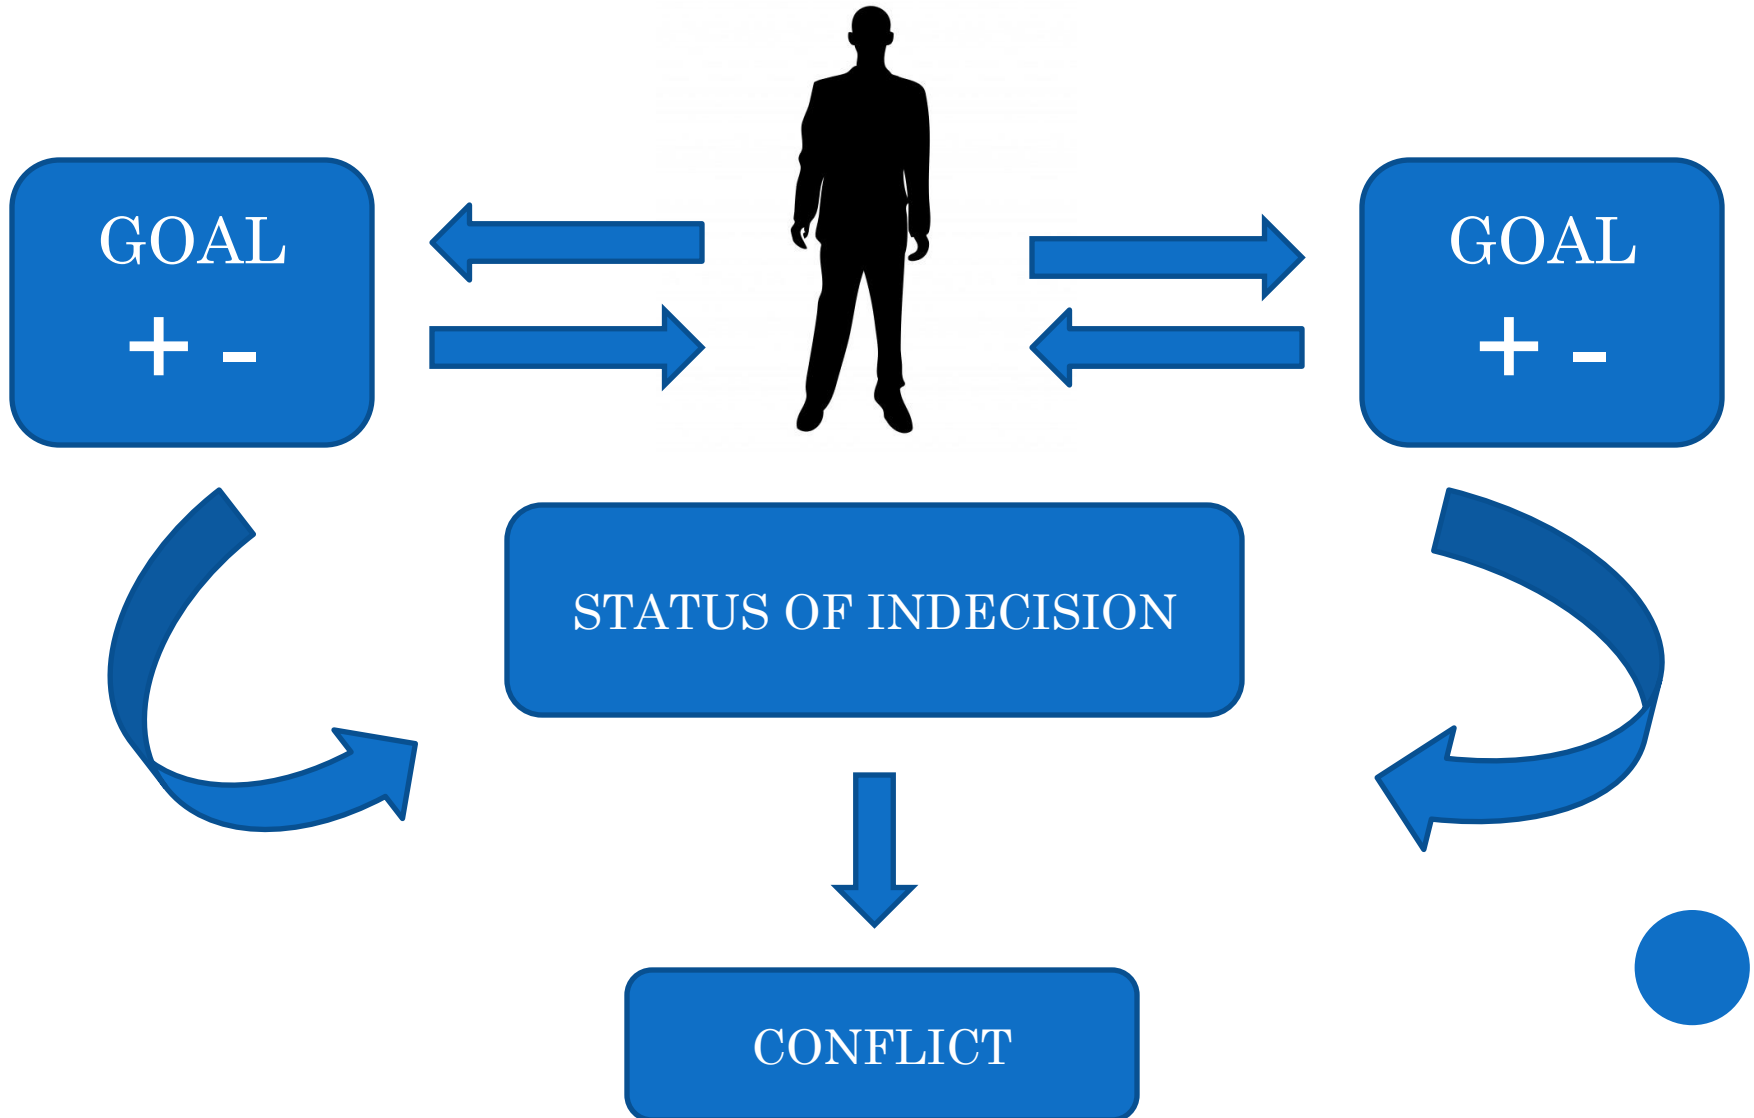 GOAL
+ -
GOAL
+ -
STATUS OF INDECISION
CONFLICT